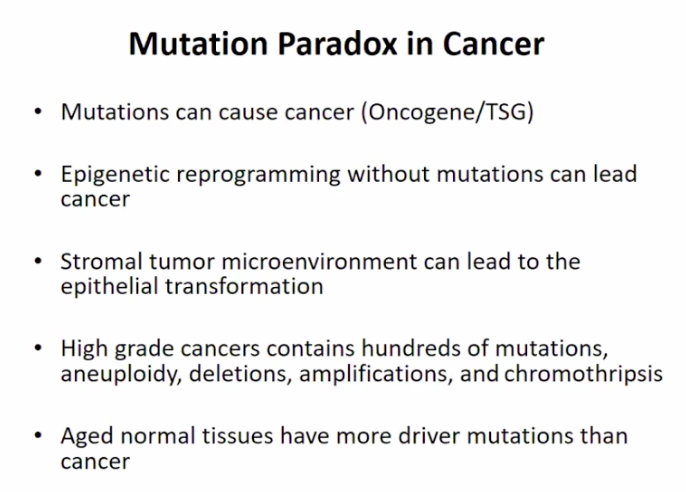 Mutation Paradox in Cancer
• Mutations can cause cancer (Oncogene/TSG)
• Epigenetic reprogramming without mutations can lead
cancer
• Stromal tumor microenvironment can lead to the
epithelial transformation
• High grade cancers contains hundreds of mutations,
aneuploidy, deletions, amplifications, and chromothripsis
• Aged normal tissues have more driver mutations than
cancer